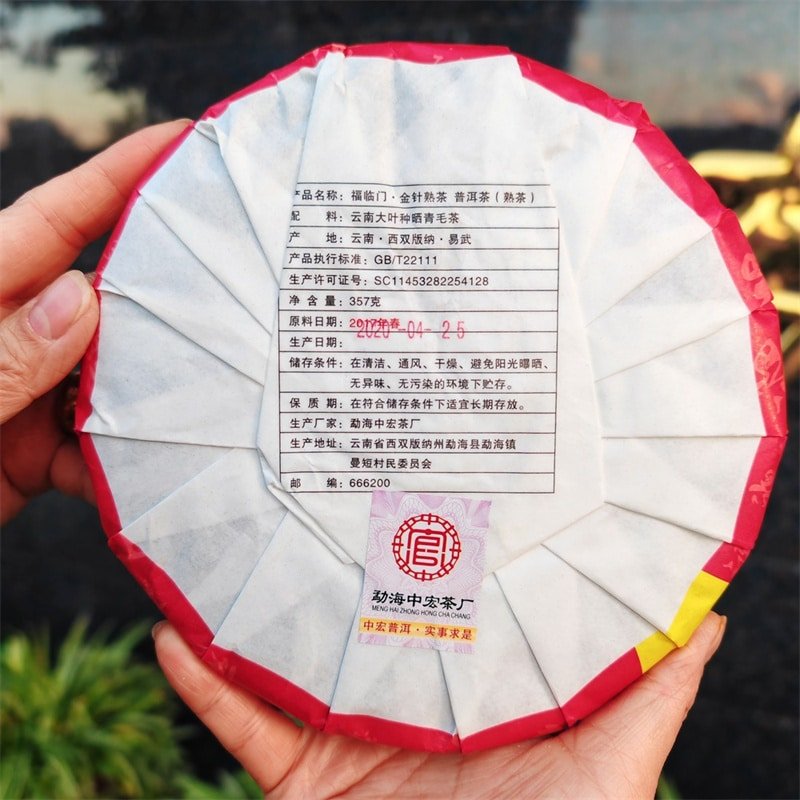 产品名称：福临门·金针熟茶 普洱茶（熟茶）
配　　料：云南大叶种晒青毛茶
产　　地：云南·西双版纳·易武
产品执行标准：GB/T22111
生产许可证号：SC11453282254128
净 含 量：357克
原料日期：2017年春
生产日期：2020-04-25
储存条件：在清洁、通风、干燥、避免阳光曝晒、
无异味、无污染的环境下贮存。
保 质 期：在符合储存条件下适宜长期存放。
生产厂家：勐海中宏茶厂
生产地址：云南省西双版纳州勐海县勐海镇
曼短村民委员会
邮　　编：666200
宫
勐海中宏茶厂
MENG HAI ZHONG HONG CHA CHANG
中宏普洱·实事求是